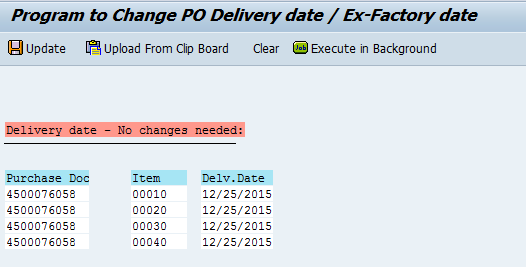 Program to Change PO Delivery date / Ex-Factory date
Update Upload From Clip Board Clear Job Execute in Background
Delivery date - No changes needed:
Purchase Doc Item Delv.Date
4500076058 00010 12/25/2015
4500076058 00020 12/25/2015
4500076058 00030 12/25/2015
4500076058 00040 12/25/2015